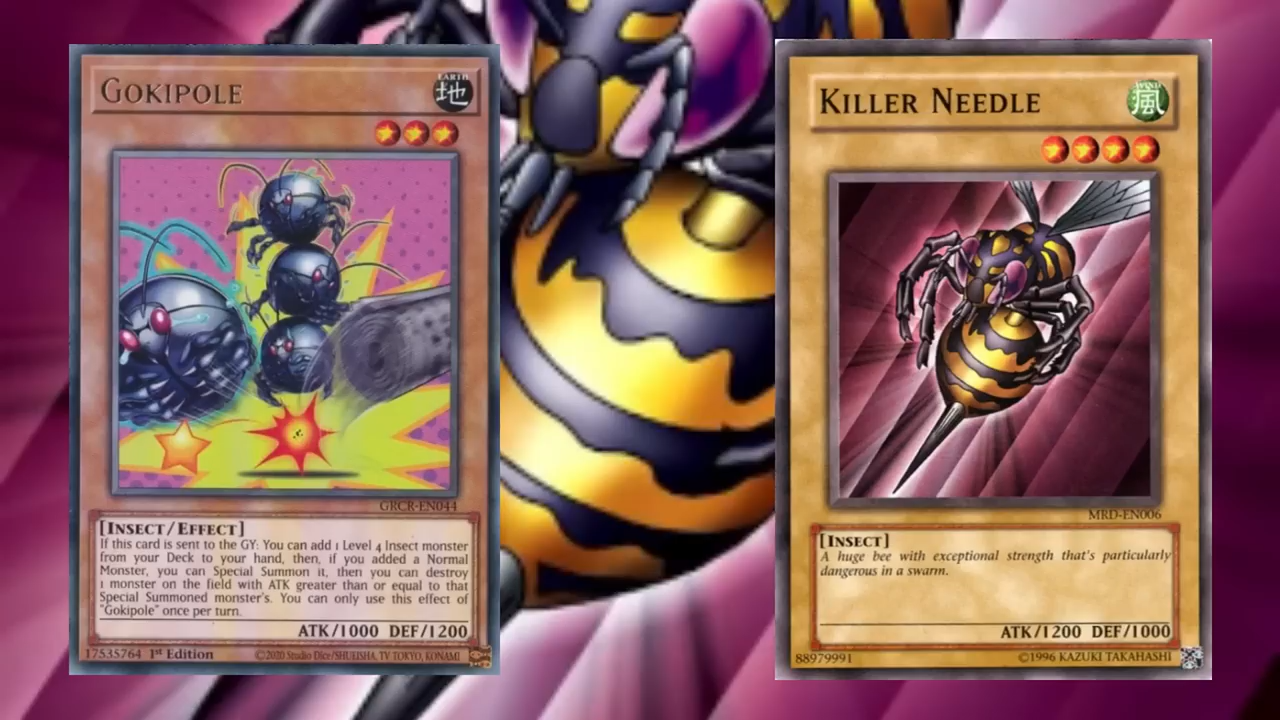 GOKIPOLE
EARTH
地
GRCR-EN044
[INSECT/EFFECT]
If this card is sent to the GY: You can add 1 Level 4 Insect monster
from your Deck to your hand, then, if you added a Normal
Monster, you can Special Summon it, then you can destroy
1 monster on the field with ATK greater than or equal to that
Special Summoned monster's. You can only use this effect of
"Gokipole" once per turn.
ATK/1000 DEF/1200
17535764 1st Edition
©2020 Studio Dice/SHUEISHA, TV TOKYO, KONAMI
KILLER NEEDLE
WIND
風
MRD-EN006
[INSECT]
A huge bee with exceptional strength that's particularly
dangerous in a swarm.
ATK/1200 DEF/1000
88979991
©1996 KAZUKI TAKAHASHI